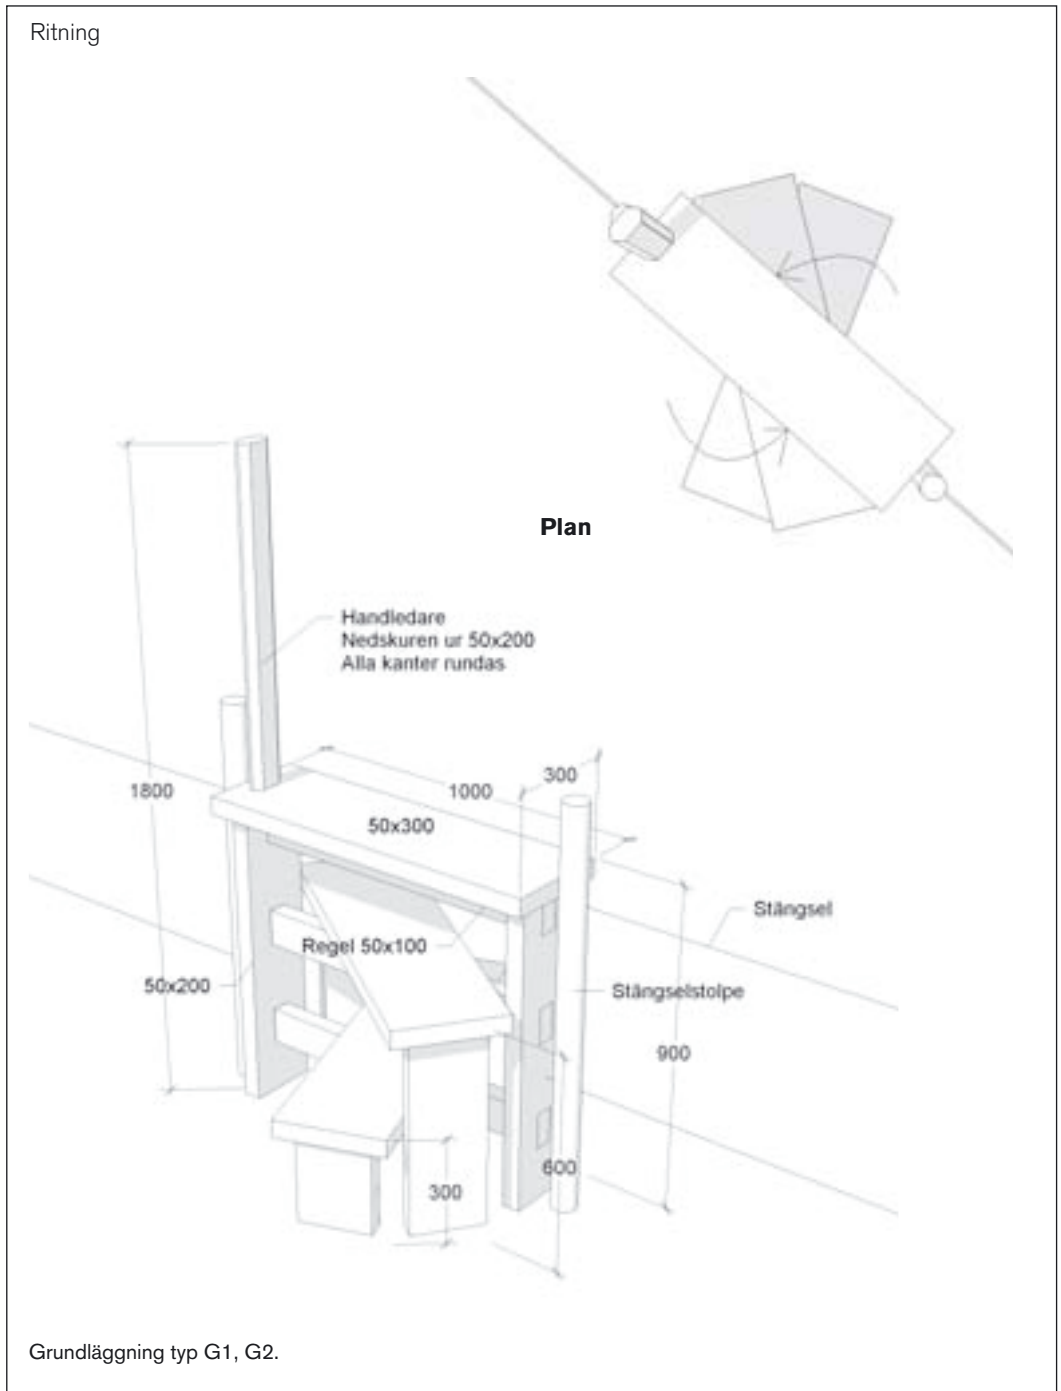 Ritning
Plan
Handledare
Nedskuren ur 50x200
Alla kanter rundas
1800
1000
300
50x300
Stängsel
Regel 50x100
50x200
Stängselstolpe
900
600
300
Grundläggning typ G1, G2.